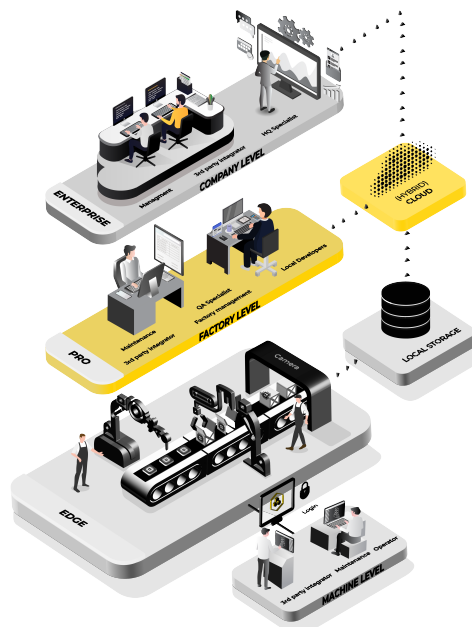 ENTERPRISE
Managment
3rd party integrator
HQ Specialist
COMPANY LEVEL
(HYBRID)
CLOUD
PRO
Maintenance
3rd party integrator
QA Specialist
Factory management
Local Developers
FACTORY LEVEL
LOCAL STORAGE
Camera
EDGE
Login
3rd party integrator
Maintenance
Operator
MACHINE LEVEL